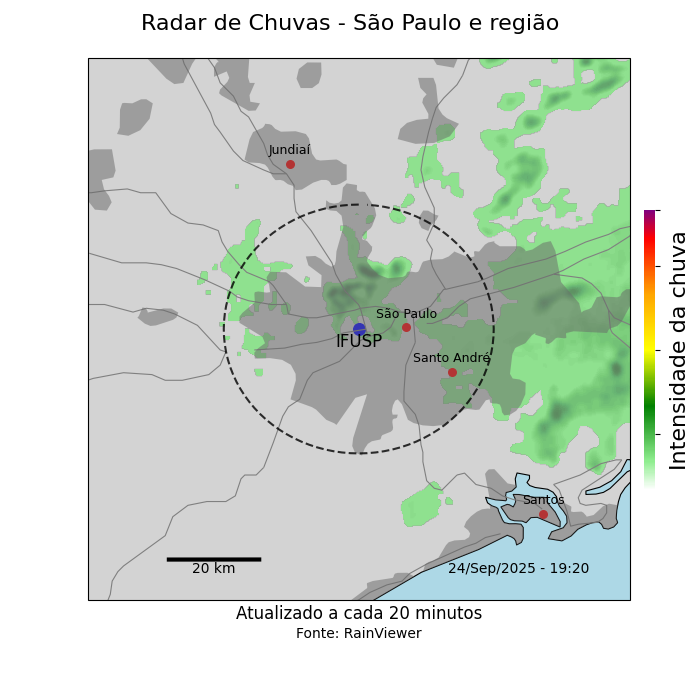 Radar de Chuvas - São Paulo e região
Jundiaí
São Paulo
IFUSP
Santo André
Santos
20 km
24/Sep/2025 - 19:20
Intensidade da chuva
Atualizado a cada 20 minutos
Fonte: RainViewer